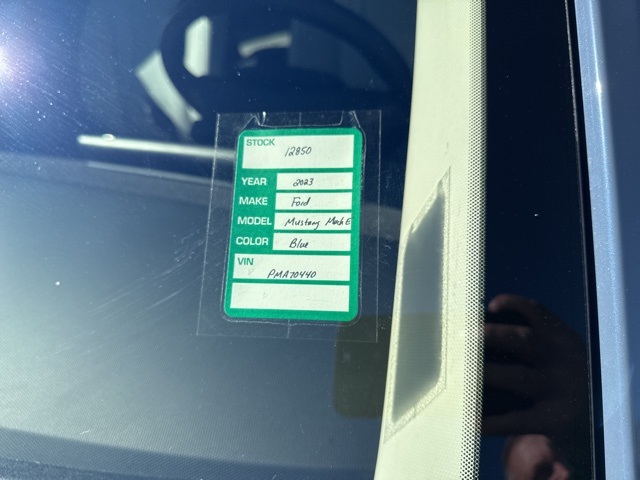 STOCK
12850
YEAR 2023
MAKE Ford
MODEL Mustang Mach E
COLOR Blue
VIN
PMA70440